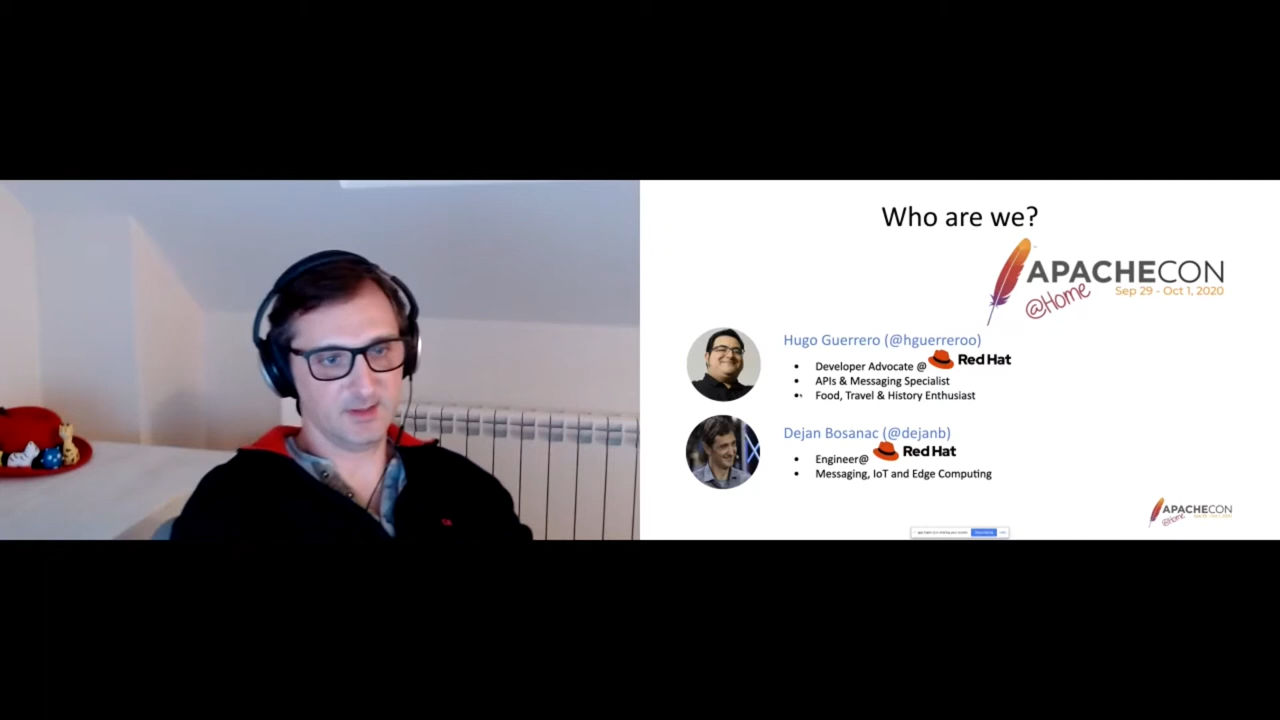 Who are we?
APACHECON
@Home
Sep 29 - Oct 1, 2020
Hugo Guerrero (@hguerreroo)
• Developer Advocate @ Red Hat
• APIs & Messaging Specialist
• Food, Travel & History Enthusiast
Dejan Bosanac (@dejanb)
• Engineer@ Red Hat
• Messaging, IoT and Edge Computing
APACHECON
@Home